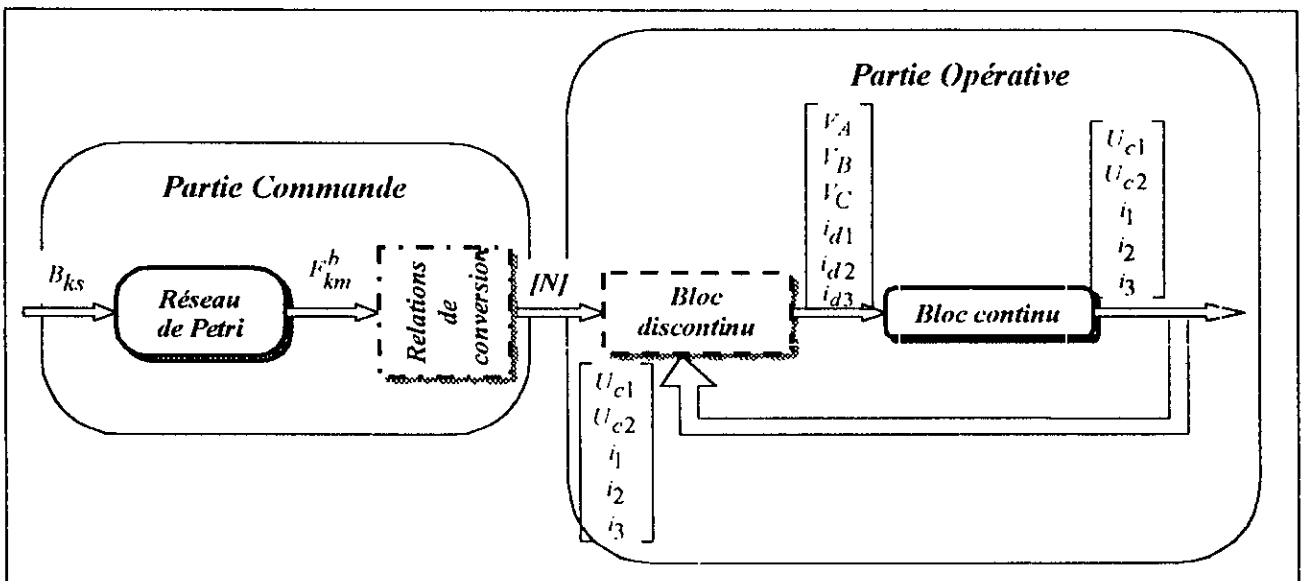 Partie Opérative
Partie Commande
B_ks
Réseau
de Petri
F^b_km
Relations
de
conversion
[N]
Bloc
discontinu
V_A
V_B
V_C
i_d1
i_d2
i_d3
Bloc continu
U_c1
U_c2
i_1
i_2
i_3
U_c1
U_c2
i_1
i_2
i_3